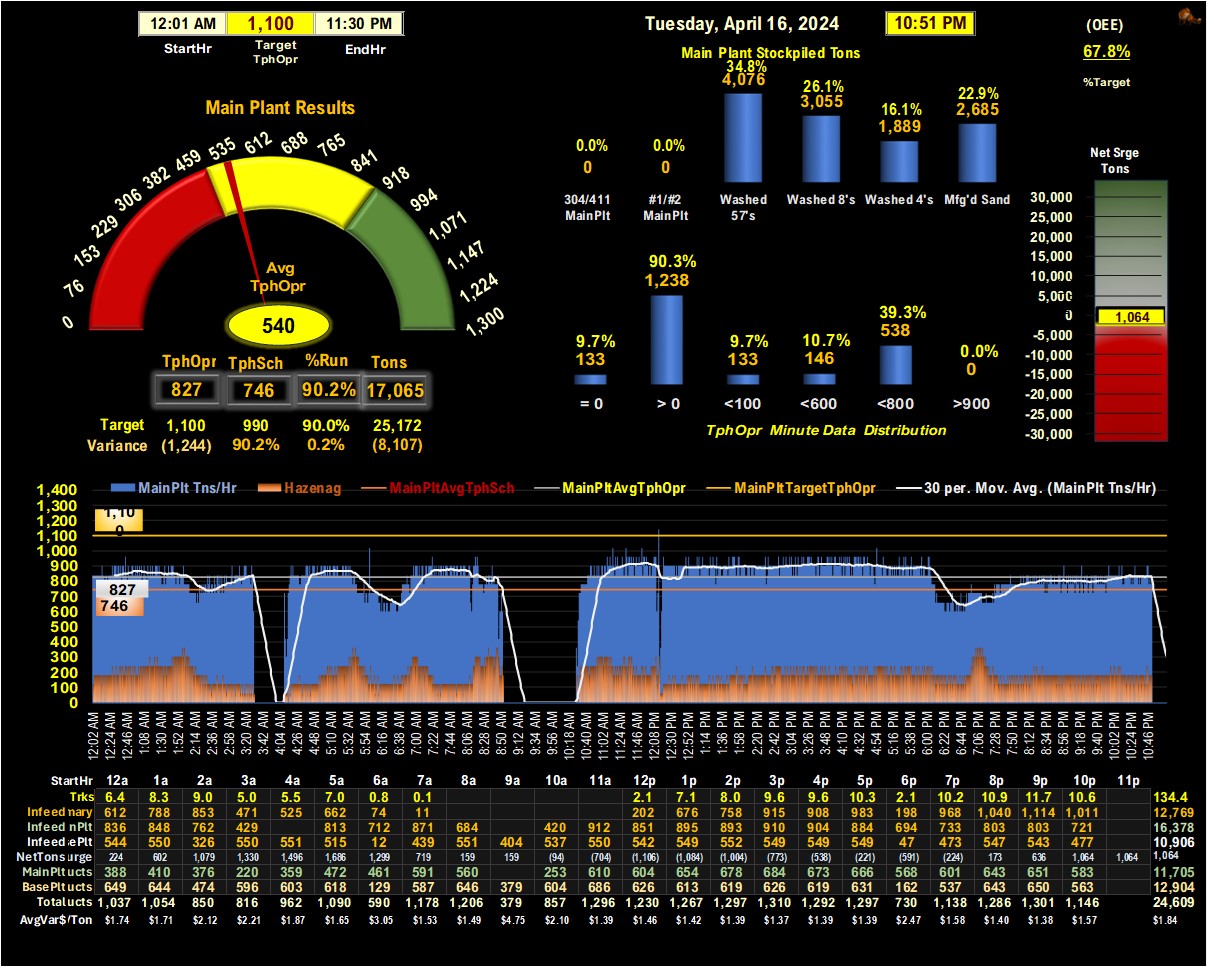 12:01 AM 1,100 11:30 PM
StartHr Target TphOpr EndHr
Tuesday, April 16, 2024 10:51 PM
(OEE)
67.8%
%Target
Main Plant Results
0 76 153 229 306 382 459 535 612 688 765 841 918 994 1,071 1,147 1,224 1,300
Avg
TphOpr
540
TphOpr TphSch %Run Tons
827 746 90.2% 17,065
Target 1,100 990 90.0% 25,172
Variance (1,244) 90.2% 0.2% (8,107)
Main Plant Stockpiled Tons
0.0% 0.0% 34.8% 26.1% 16.1% 22.9%
0 0 4,076 3,055 1,889 2,685
304/411 #1/#2 Washed Washed 8's Washed 4's Mfg'd Sand
MainPlt MainPlt 57's
9.7% 90.3% 9.7% 10.7% 39.3% 0.0%
133 1,238 133 146 538 0
= 0 > 0 <100 <600 <800 >900
TphOpr Minute Data Distribution
Net Srge
Tons
30,000
25,000
20,000
15,000
10,000
5,000
0
1,064
-5,000
-10,000
-15,000
-20,000
-25,000
-30,000
MainPlt Tns/Hr Hazenag MainPltAvgTphSch MainPltAvgTphOpr MainPltTargetTphOpr 30 per. Mov. Avg. (MainPlt Tns/Hr)
1,400
1,300
1,200
1,100
1,000
900
800
700
600
500
400
300
200
100
0
1,10
0
827
746
12:02 AM 12:24 AM 12:46 AM 1:08 AM 1:30 AM 1:52 AM 2:14 AM 2:36 AM 2:58 AM 3:20 AM 3:42 AM 4:04 AM 4:26 AM 4:48 AM 5:10 AM 5:32 AM 5:54 AM 6:16 AM 6:38 AM 7:00 AM 7:22 AM 7:44 AM 8:06 AM 8:28 AM 8:50 AM 9:12 AM 9:34 AM 9:56 AM 10:18 AM 10:40 AM 11:02 AM 11:24 AM 11:46 AM 12:08 PM 12:30 PM 12:52 PM 1:14 PM 1:36 PM 1:58 PM 2:20 PM 2:42 PM 3:04 PM 3:26 PM 3:48 PM 4:10 PM 4:32 PM 4:54 PM 5:16 PM 5:38 PM 6:00 PM 6:22 PM 6:44 PM 7:06 PM 7:28 PM 7:50 PM 8:12 PM 8:34 PM 8:56 PM 9:18 PM 9:40 PM 10:02 PM 10:24 PM 10:46 PM
StartHr 12a 1a 2a 3a 4a 5a 6a 7a 8a 9a 10a 11a 12p 1p 2p 3p 4p 5p 6p 7p 8p 9p 10p 11p
Trks 6.4 8.3 9.0 5.0 5.5 7.0 0.8 0.1 2.1 7.1 8.0 9.6 9.6 10.3 2.1 10.2 10.9 11.7 10.6 134.4
Infeed mary 612 788 853 471 525 662 74 11 202 676 758 915 908 983 198 968 1,040 1,114 1,011 12,769
Infeed nPlt 836 848 762 429 813 712 871 684 420 912 851 895 893 910 904 884 694 733 803 803 721 16,378
Infeed ePlt 544 550 326 550 551 515 12 439 551 404 537 550 542 549 552 549 549 549 47 473 547 543 477 10,906
NetTonsurge 224 602 1,079 1,330 1,496 1,686 1,299 719 159 159 (94) (704) (1,106) (1,084) (1,004) (773) (538) (221) (591) (224) 173 636 1,064 1,064 1,064
MainPlt ucts 388 410 376 220 359 472 461 591 560 253 610 604 654 678 684 673 666 568 601 643 651 583 11,705
BasePlt ucts 649 644 474 596 603 618 129 587 646 379 604 686 626 613 619 626 619 631 162 537 643 650 563 12,904
Total ucts 1,037 1,054 850 816 962 1,090 590 1,178 1,206 379 857 1,296 1,230 1,267 1,297 1,310 1,292 1,297 730 1,138 1,286 1,301 1,146 24,609
AvgVar$/Ton $1.74 $1.71 $2.12 $2.21 $1.87 $1.65 $3.05 $1.53 $1.49 $4.75 $2.10 $1.39 $1.46 $1.42 $1.39 $1.37 $1.39 $1.39 $2.47 $1.58 $1.40 $1.38 $1.57 $1.84